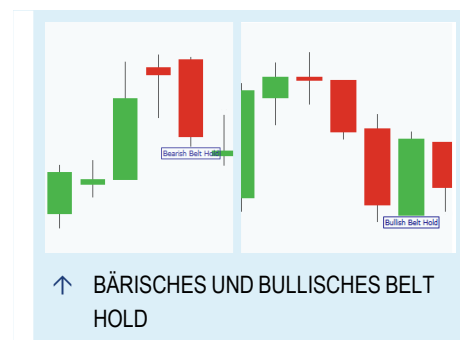 Bearish Belt Hold
Bullish Belt Hold
BÄRISCHES UND BULLISCHES BELT
HOLD